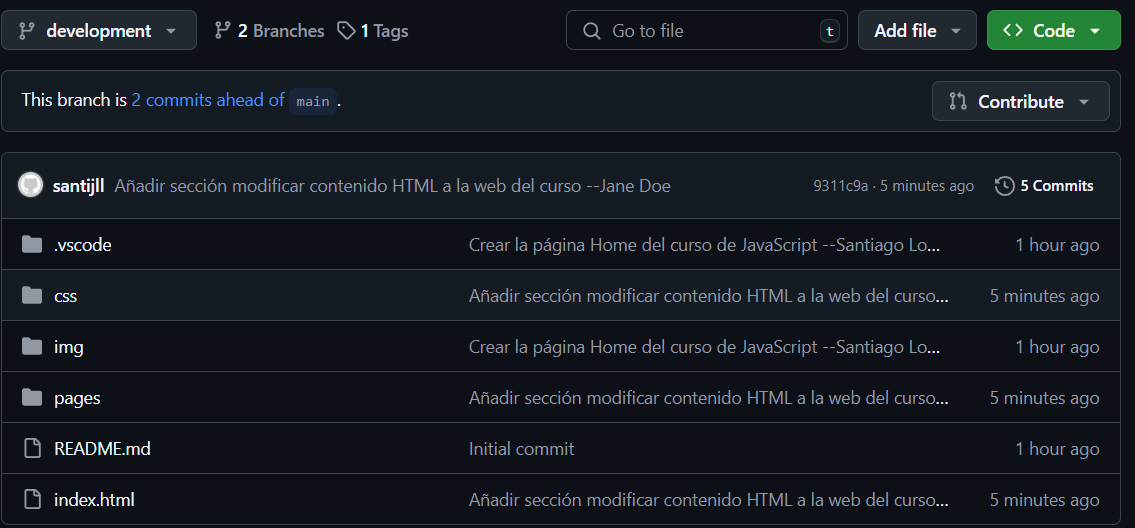 development 2 Branches 1 Tags Go to file t Add file Code
This branch is 2 commits ahead of main .
Contribute
santijll Añadir sección modificar contenido HTML a la web del curso --Jane Doe 9311c9a · 5 minutes ago 5 Commits
.vscode Crear la página Home del curso de JavaScript --Santiago Lo... 1 hour ago
css Añadir sección modificar contenido HTML a la web del curso... 5 minutes ago
img Crear la página Home del curso de JavaScript --Santiago Lo... 1 hour ago
pages Añadir sección modificar contenido HTML a la web del curso... 5 minutes ago
README.md Initial commit 1 hour ago
index.html Añadir sección modificar contenido HTML a la web del curso... 5 minutes ago